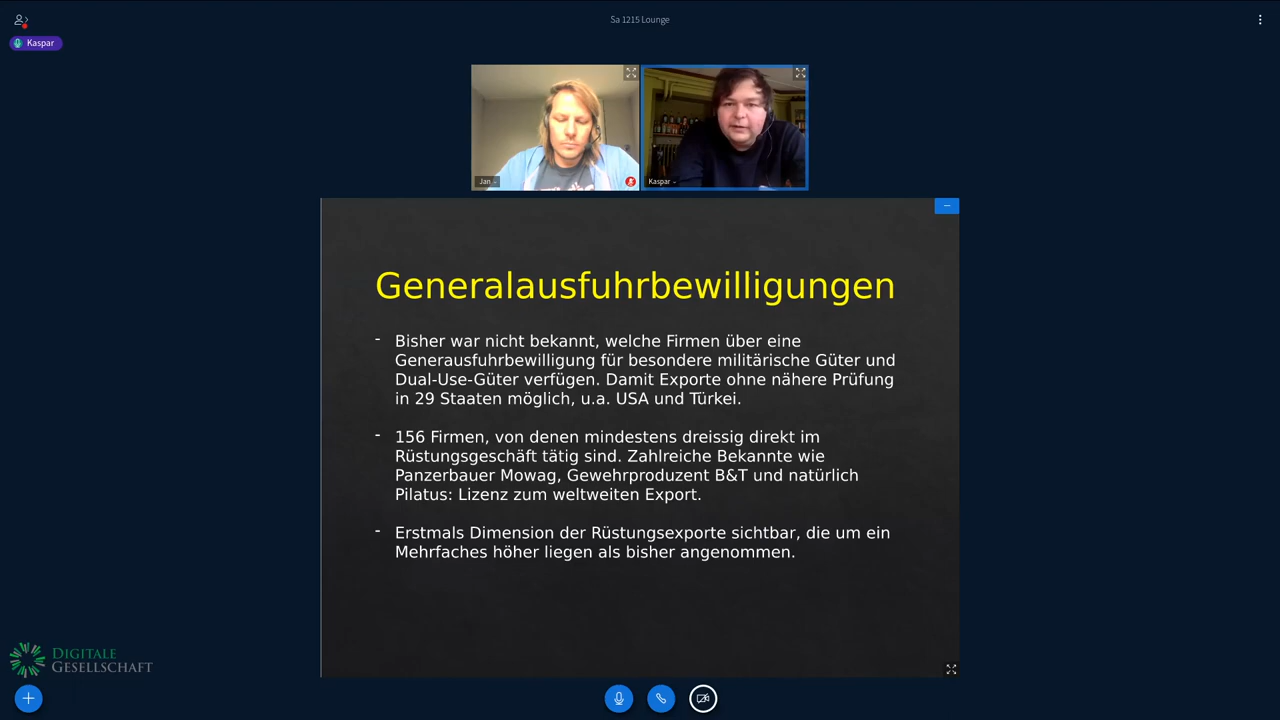 Sa 1215 Lounge
Kaspar
Jan
Kaspar
Generalausfuhrbewilligungen
- Bisher war nicht bekannt, welche Firmen über eine
Generausfuhrbewilligung für besondere militärische Güter und
Dual-Use-Güter verfügen. Damit Exporte ohne nähere Prüfung
in 29 Staaten möglich, u.a. USA und Türkei.
- 156 Firmen, von denen mindestens dreissig direkt im
Rüstungsgeschäft tätig sind. Zahlreiche Bekannte wie
Panzerbauer Mowag, Gewehrproduzent B&T und natürlich
Pilatus: Lizenz zum weltweiten Export.
- Erstmals Dimension der Rüstungsexporte sichtbar, die um ein
Mehrfaches höher liegen als bisher angenommen.
DIGITALE
GESELLSCHAFT